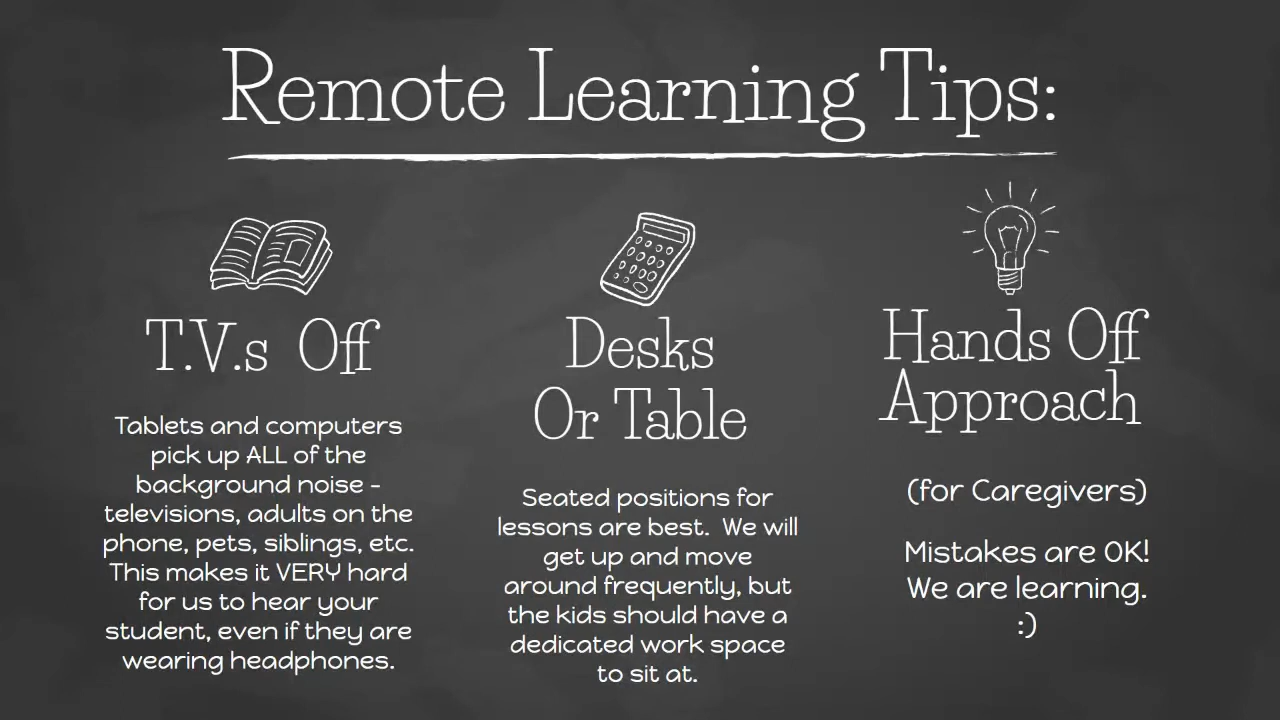 Remote Learning Tips:
T.V.s Off
Tablets and computers
pick up ALL of the
background noise -
televisions, adults on the
phone, pets, siblings, etc.
This makes it VERY hard
for us to hear your
student, even if they are
wearing headphones.
Desks
Or Table
Seated positions for
lessons are best. We will
get up and move
around frequently, but
the kids should have a
dedicated work space
to sit at.
Hands Off
Approach
(for Caregivers)
Mistakes are OK!
We are learning.
:)